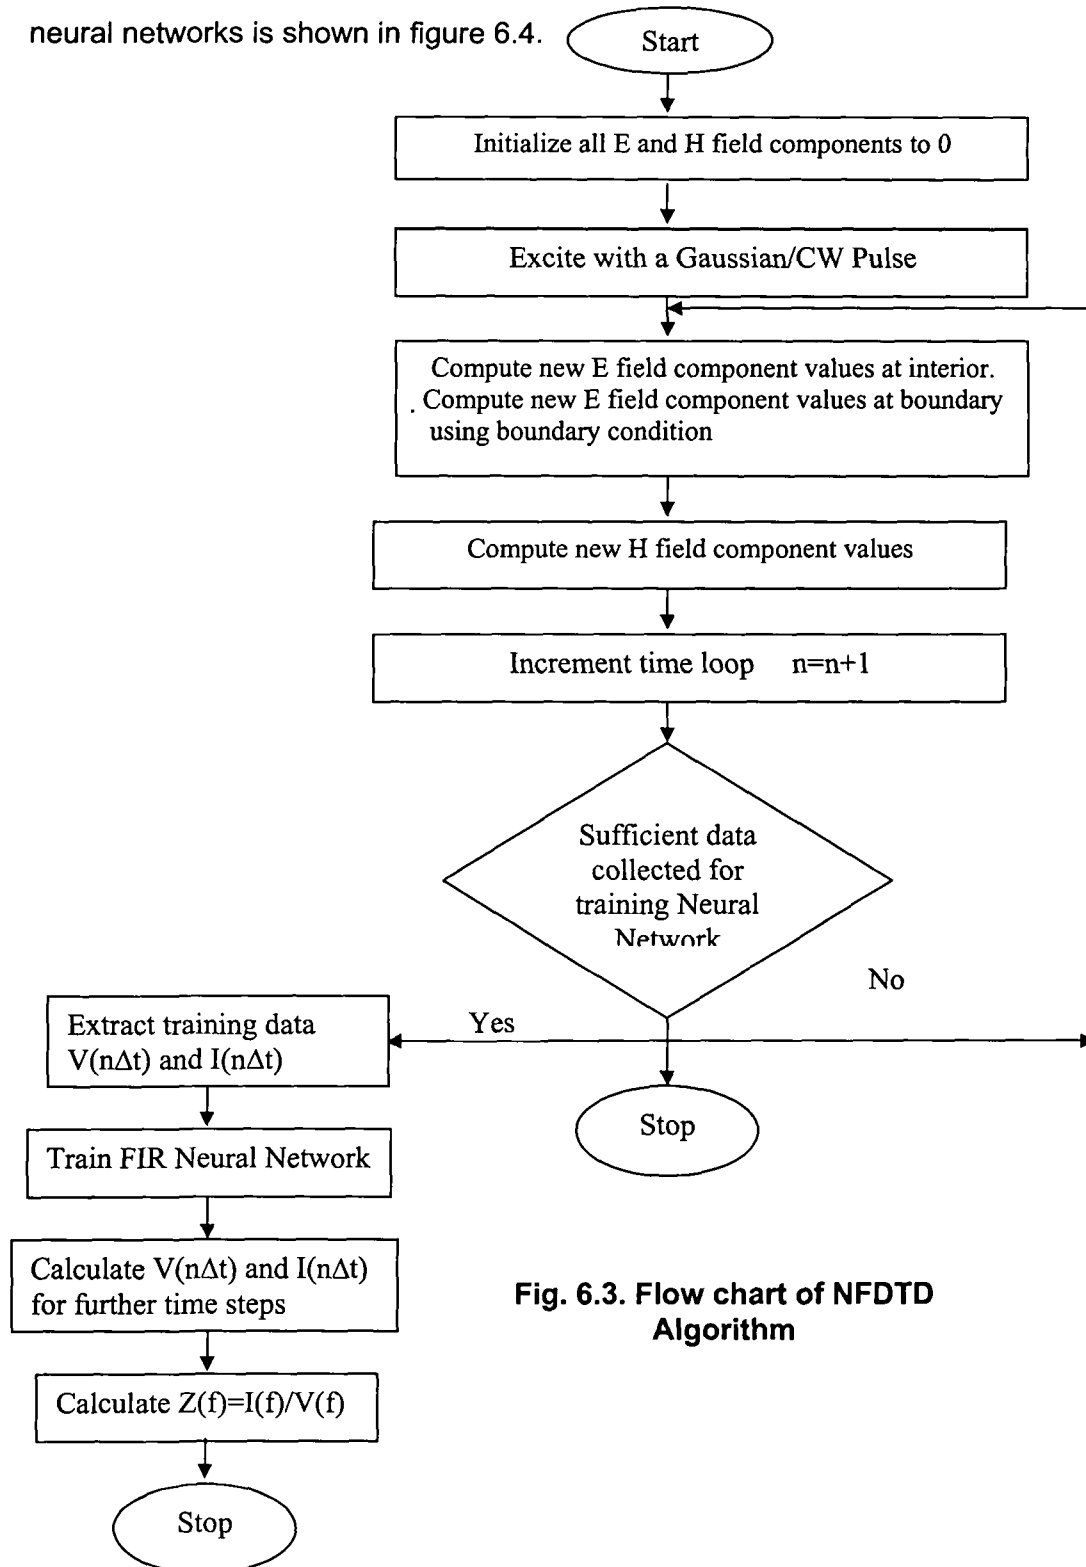 neural networks is shown in figure 6.4.
Start
Initialize all E and H field components to 0
Excite with a Gaussian/CW Pulse
Compute new E field component values at interior.
. Compute new E field component values at boundary
using boundary condition
Compute new H field component values
Increment time loop n=n+1
Sufficient data
collected for
training Neural
Network
No
Yes
Extract training data
V(nΔt) and I(nΔt)
Stop
Train FIR Neural Network
Calculate V(nΔt) and I(nΔt)
for further time steps
Fig. 6.3. Flow chart of NFDTD
Algorithm
Calculate Z(f)=I(f)/V(f)
Stop